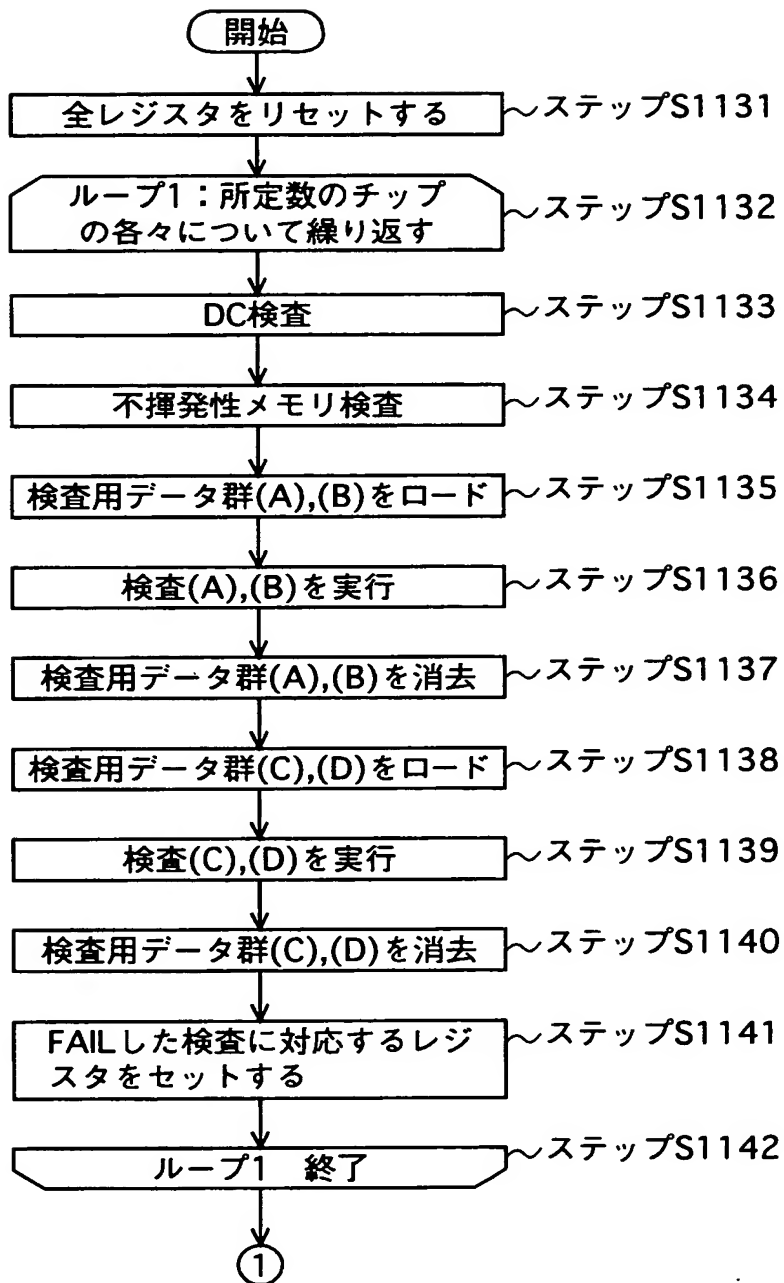 開始
全レジスタをリセットする
～ステップS1131
ループ1：所定数のチップ
の各々について繰り返す
～ステップS1132
DC検査
～ステップS1133
不揮発性メモリ検査
～ステップS1134
検査用データ群(A),(B)をロード
～ステップS1135
検査(A),(B)を実行
～ステップS1136
検査用データ群(A),(B)を消去
～ステップS1137
検査用データ群(C),(D)をロード
～ステップS1138
検査(C),(D)を実行
～ステップS1139
検査用データ群(C),(D)を消去
～ステップS1140
FAILした検査に対応するレジ
スタをセットする
～ステップS1141
ループ1　終了
～ステップS1142
1